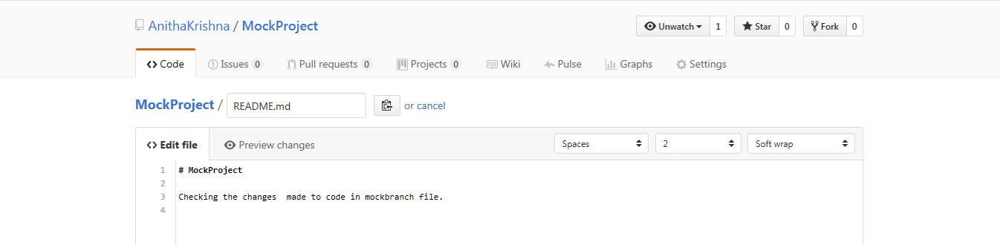 AnithaKrishna / MockProject
Unwatch 1 Star 0 Fork 0
Code Issues 0 Pull requests 0 Projects 0 Wiki Pulse Graphs Settings
MockProject / README.md or cancel
Edit file Preview changes Spaces 2 Soft wrap
1 # MockProject
2
3 Checking the changes  made to code in mockbranch file.
4